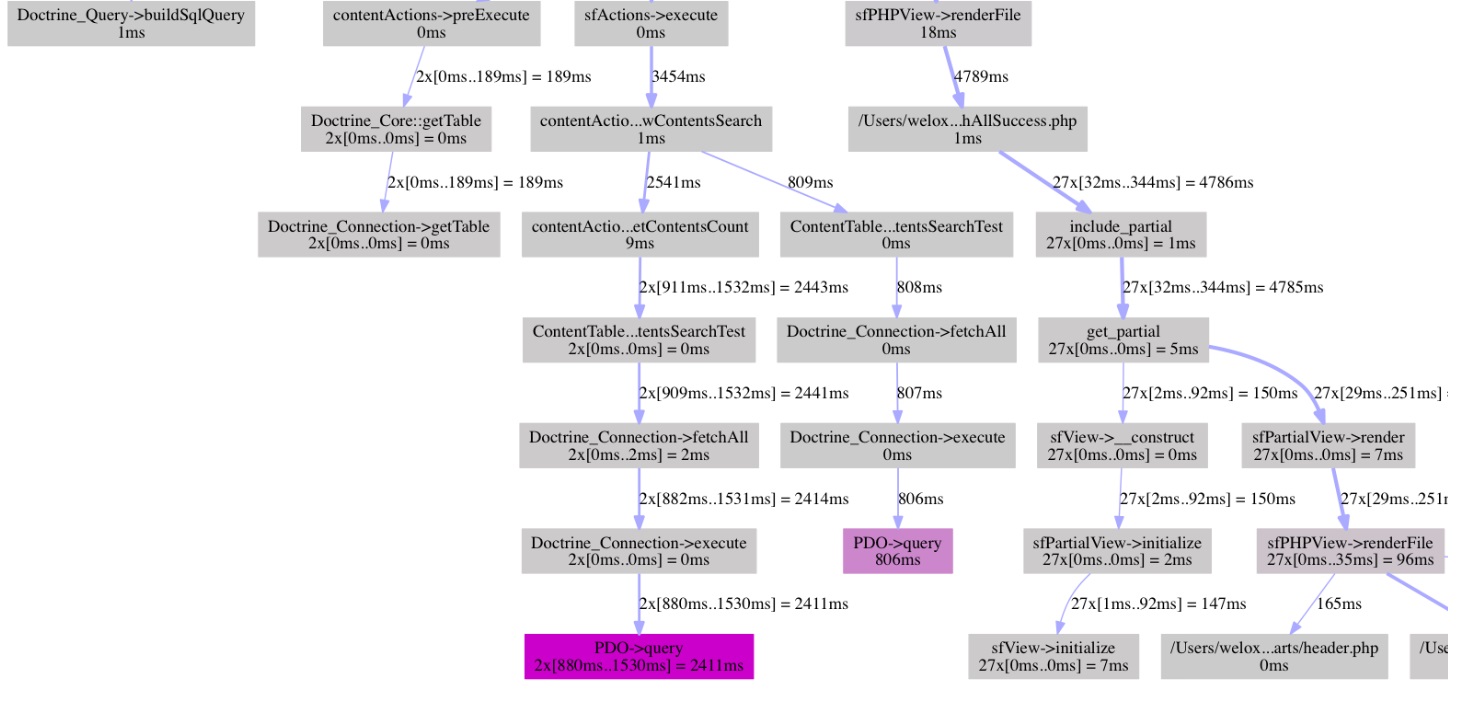 Doctrine_Query->buildSqlQuery
1ms
contentActions->preExecute
0ms
sfActions->execute
0ms
sfPHPView->renderFile
18ms
2x[0ms..189ms] = 189ms
3454ms
4789ms
Doctrine_Core::getTable
2x[0ms..0ms] = 0ms
contentActio...wContentsSearch
1ms
/Users/welox...hAllSuccess.php
1ms
2x[0ms..189ms] = 189ms
2541ms
809ms
27x[32ms..344ms] = 4786ms
Doctrine_Connection->getTable
2x[0ms..0ms] = 0ms
contentActio...etContentsCount
9ms
ContentTable...tentsSearchTest
0ms
include_partial
27x[0ms..0ms] = 1ms
2x[911ms..1532ms] = 2443ms
808ms
27x[32ms..344ms] = 4785ms
ContentTable...tentsSearchTest
2x[0ms..0ms] = 0ms
Doctrine_Connection->fetchAll
0ms
get_partial
27x[0ms..0ms] = 5ms
2x[909ms..1532ms] = 2441ms
807ms
27x[2ms..92ms] = 150ms
27x[29ms..251ms]
Doctrine_Connection->fetchAll
2x[0ms..2ms] = 2ms
Doctrine_Connection->execute
0ms
sfView->__construct
27x[0ms..0ms] = 0ms
sfPartialView->render
27x[0ms..0ms] = 7ms
2x[882ms..1531ms] = 2414ms
806ms
27x[2ms..92ms] = 150ms
27x[29ms..251
Doctrine_Connection->execute
2x[0ms..0ms] = 0ms
PDO->query
806ms
sfPartialView->initialize
27x[0ms..0ms] = 2ms
sfPHPView->renderFile
27x[0ms..35ms] = 96ms
2x[880ms..1530ms] = 2411ms
27x[1ms..92ms] = 147ms
165ms
PDO->query
2x[880ms..1530ms] = 2411ms
sfView->initialize
27x[0ms..0ms] = 7ms
/Users/welox...arts/header.php
0ms
/Use